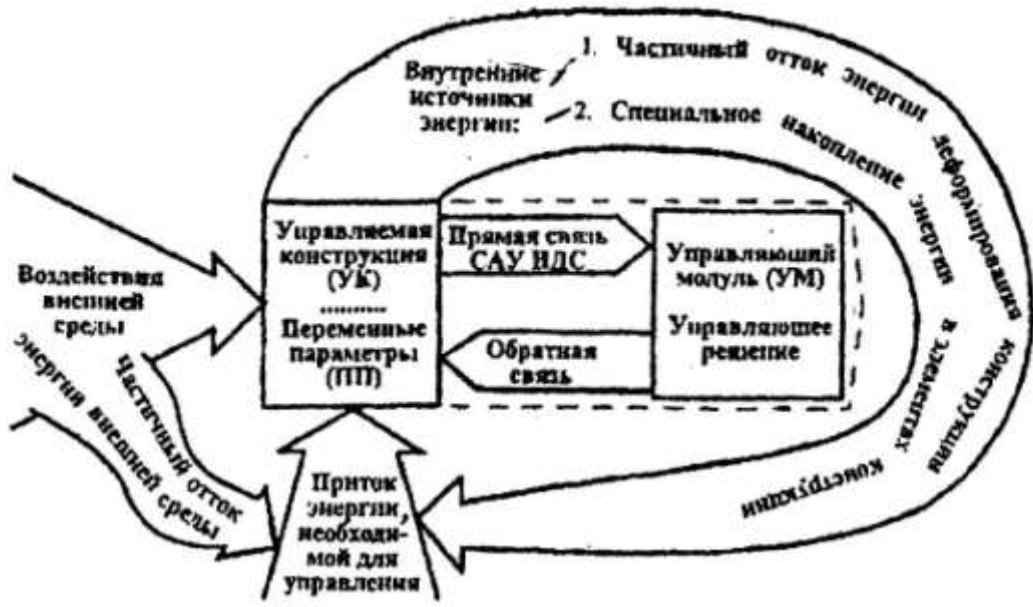 Внутренние
источники
энергии:
1. Частичный отток энергии деформирования конструкции
2. Специальное накопление энергии в элементах конструкции
Управляемая
конструкция
(УК)
..........
Переменные
параметры
(ПП)
Прямая связь
САУ НДС
Управляющий
модуль (УМ)
Управляющее
решение
Обратная
связь
Воздействия
внешней
среды
Частичный отток
энергии внешней среды
Приток
энергии,
необходи-
мой для
управления